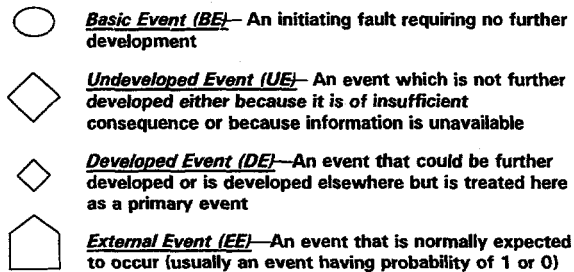 Basic Event (BE)— An initiating fault requiring no further
development
Undeveloped Event (UE)— An event which is not further
developed either because it is of insufficient
consequence or because information is unavailable
Developed Event (DE)—An event that could be further
developed or is developed elsewhere but is treated here
as a primary event
External Event (EE)—An event that is normally expected
to occur (usually an event having probability of 1 or 0)